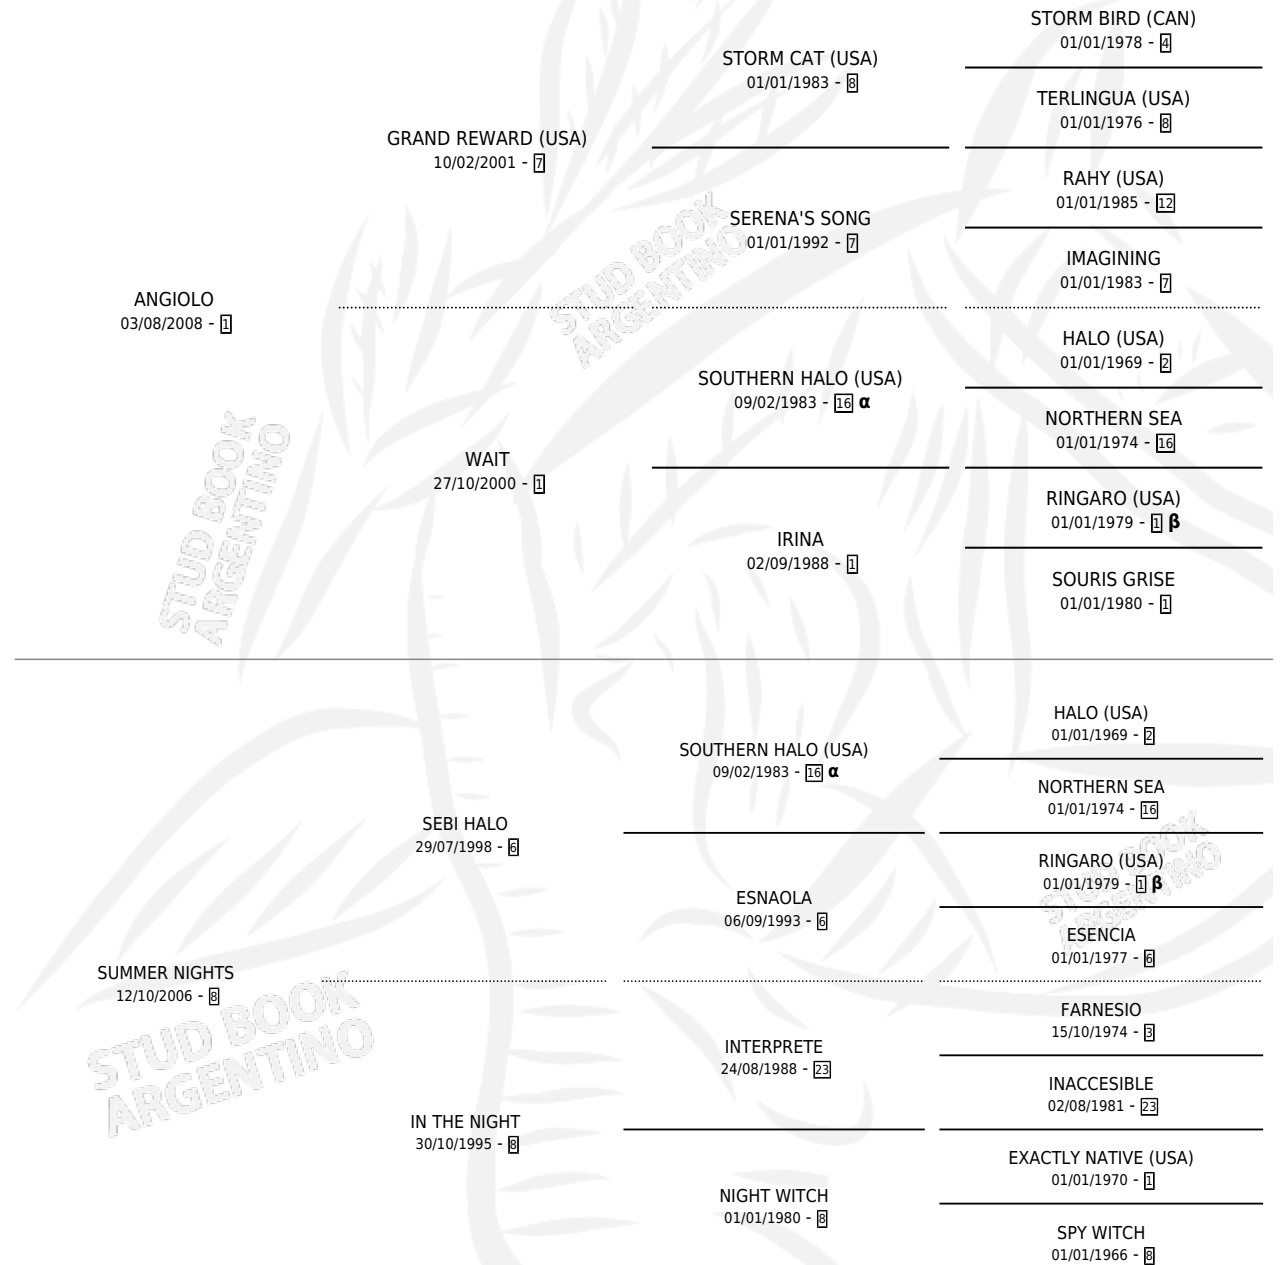 STORM BIRD (CAN)
01/01/1978 - 4
STORM CAT (USA)
01/01/1983 - 8
TERLINGUA (USA)
01/01/1976 - 8
GRAND REWARD (USA)
10/02/2001 - 7
RAHY (USA)
01/01/1985 - 12
SERENA'S SONG
01/01/1992 - 7
IMAGINING
01/01/1983 - 7
ANGIOLO
03/08/2008 - 1
HALO (USA)
01/01/1969 - 2
SOUTHERN HALO (USA)
09/02/1983 - 16 α
NORTHERN SEA
01/01/1974 - 16
WAIT
27/10/2000 - 1
RINGARO (USA)
01/01/1979 - 1 β
IRINA
02/09/1988 - 1
SOURIS GRISE
01/01/1980 - 1
HALO (USA)
01/01/1969 - 2
SOUTHERN HALO (USA)
09/02/1983 - 16 α
NORTHERN SEA
01/01/1974 - 16
SEBI HALO
29/07/1998 - 6
RINGARO (USA)
01/01/1979 - 1 β
ESNAOLA
06/09/1993 - 6
ESENCIA
01/01/1977 - 6
SUMMER NIGHTS
12/10/2006 - 8
FARNESIO
15/10/1974 - 3
INTERPRETE
24/08/1988 - 23
INACCESIBLE
02/08/1981 - 23
IN THE NIGHT
30/10/1995 - 8
EXACTLY NATIVE (USA)
01/01/1970 - 1
NIGHT WITCH
01/01/1980 - 8
SPY WITCH
01/01/1966 - 8
STUD BOOK
ARGENTINO
STUD BOOK
ARGENTINO
STUD BOOK
ARGENTINO
STUD BOOK
ARGENTINO